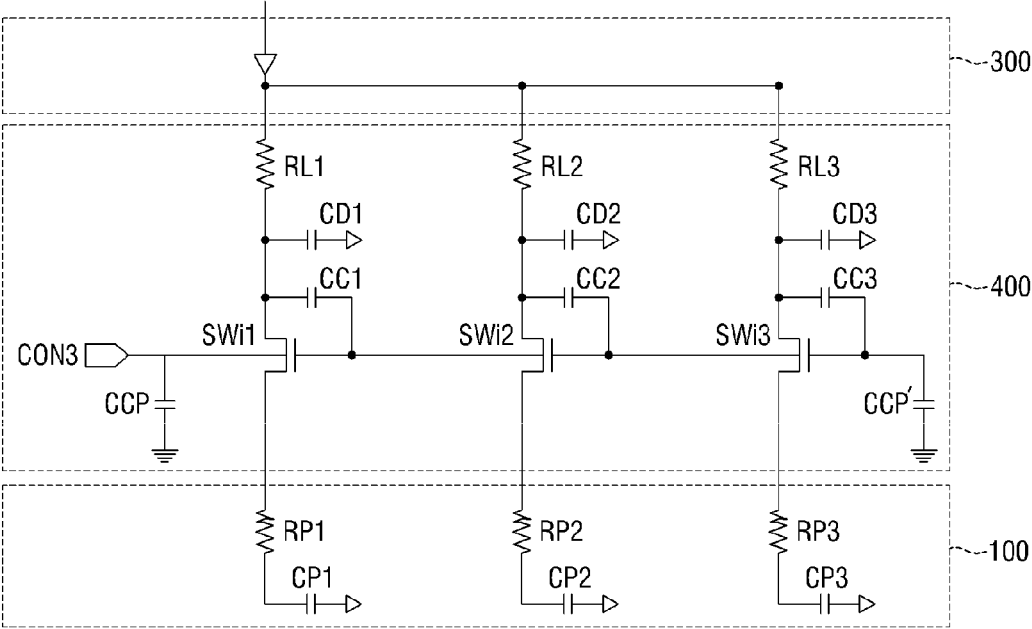 300
RL1
RL2
RL3
CD1
CD2
CD3
CC1
CC2
CC3
400
SWi1
SWi2
SWi3
CON3
CCP
CCP′
RP1
RP2
RP3
100
CP1
CP2
CP3